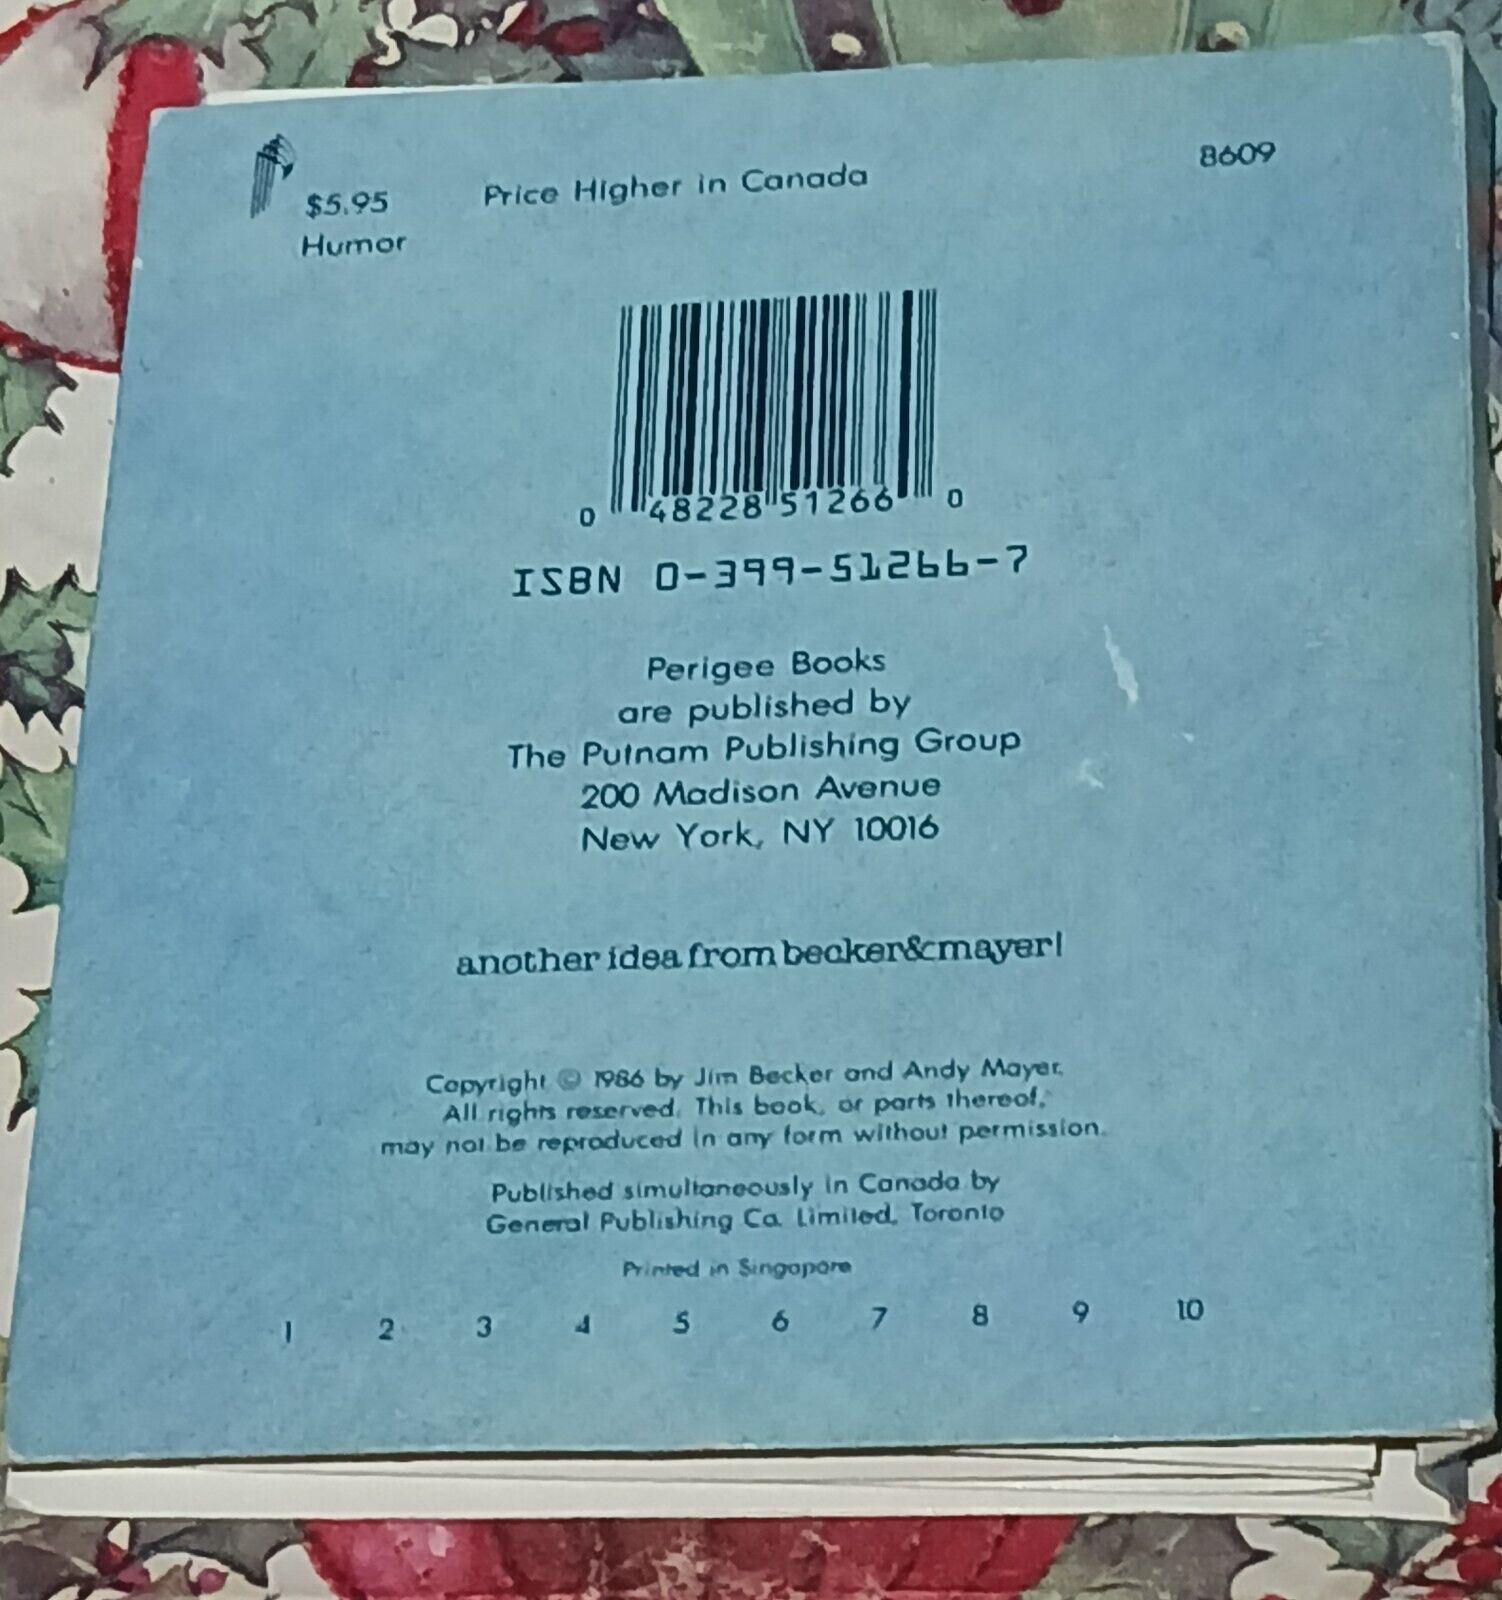 $5.95 Price Higher in Canada 8609
Humor
0 48228 51266 0
ISBN 0-399-51266-7
Perigee Books
are published by
The Putnam Publishing Group
200 Madison Avenue
New York, NY 10016
another idea from becker&mayer!
Copyright © 1986 by Jim Becker and Andy Mayer.
All rights reserved. This book, or parts thereof,
may not be reproduced in any form without permission.
Published simultaneously in Canada by
General Publishing Co. Limited, Toronto
Printed in Singapore
1 2 3 4 5 6 7 8 9 10